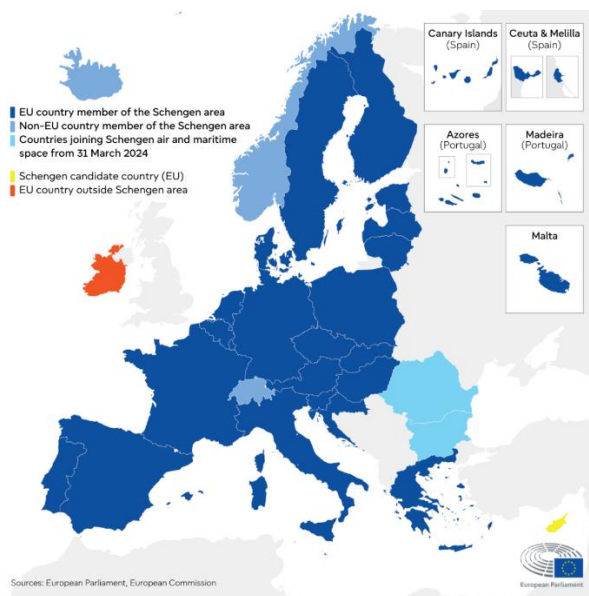 Canary Islands
(Spain)
Ceuta & Melilla
(Spain)
EU country member of the Schengen area
Non-EU country member of the Schengen area
Countries joining Schengen air and maritime
space from 31 March 2024
Schengen candidate country (EU)
EU country outside Schengen area
Azores
(Portugal)
Madeira
(Portugal)
Malta
Sources: European Parliament, European Commission
European Parliament